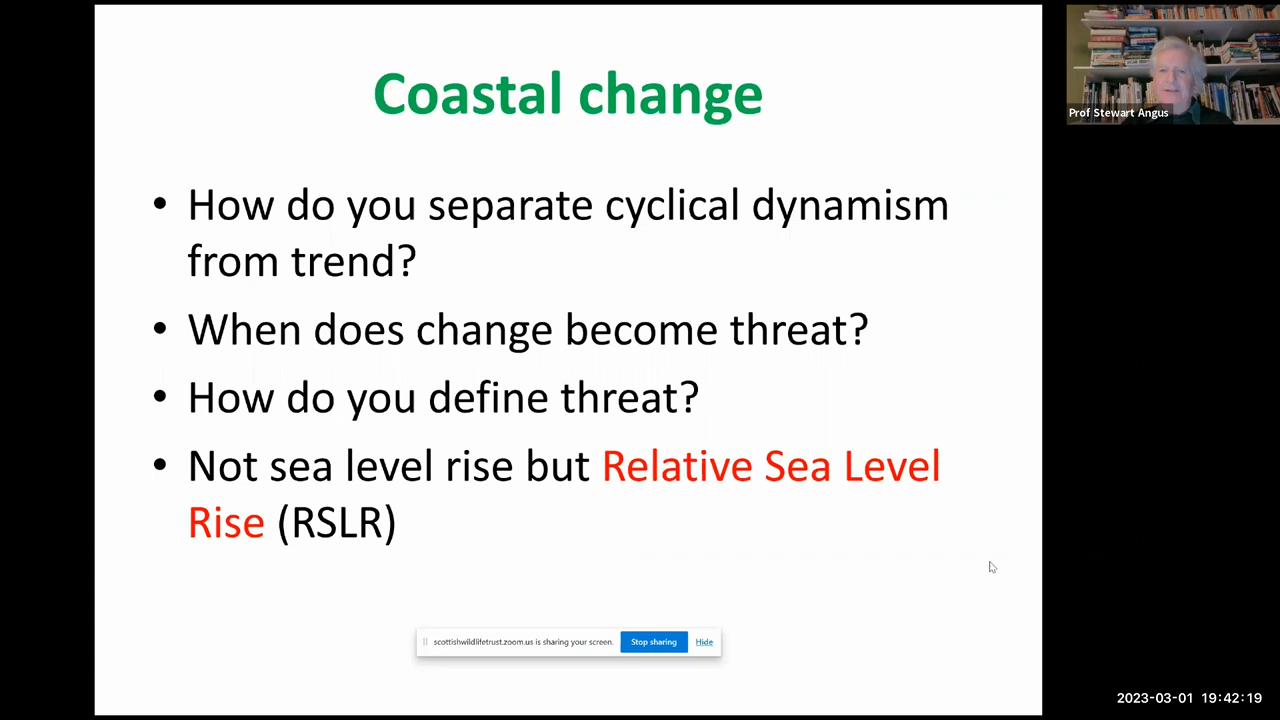 Coastal change
• How do you separate cyclical dynamism
from trend?
• When does change become threat?
• How do you define threat?
• Not sea level rise but Relative Sea Level
Rise (RSLR)
scottishwildlifetrust.zoom.us is sharing your screen. Stop sharing Hide
Prof Stewart Angus
2023-03-01 19:42:19